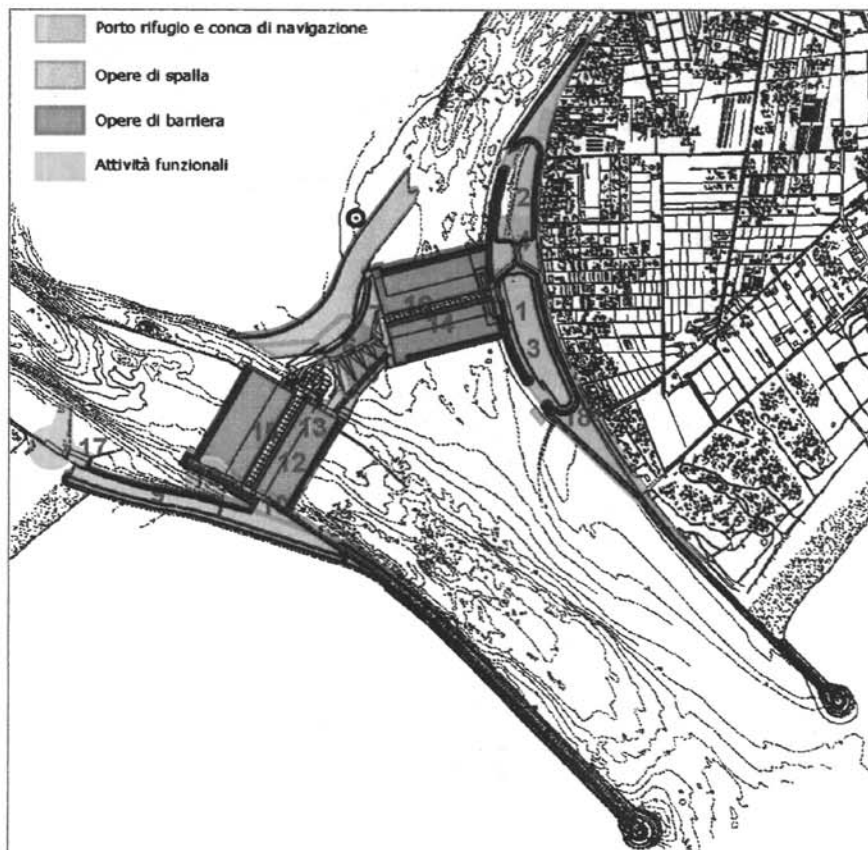 Porto rifugio e conca di navigazione
Opere di spalla
Opere di barriera
Attività funzionali
2
1
14
3
18
13
12
17
9